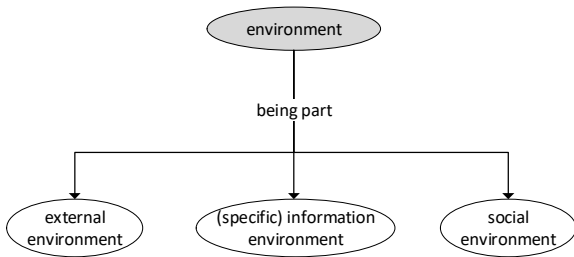 environment
being part
external
environment
(specific) information
environment
social
environment